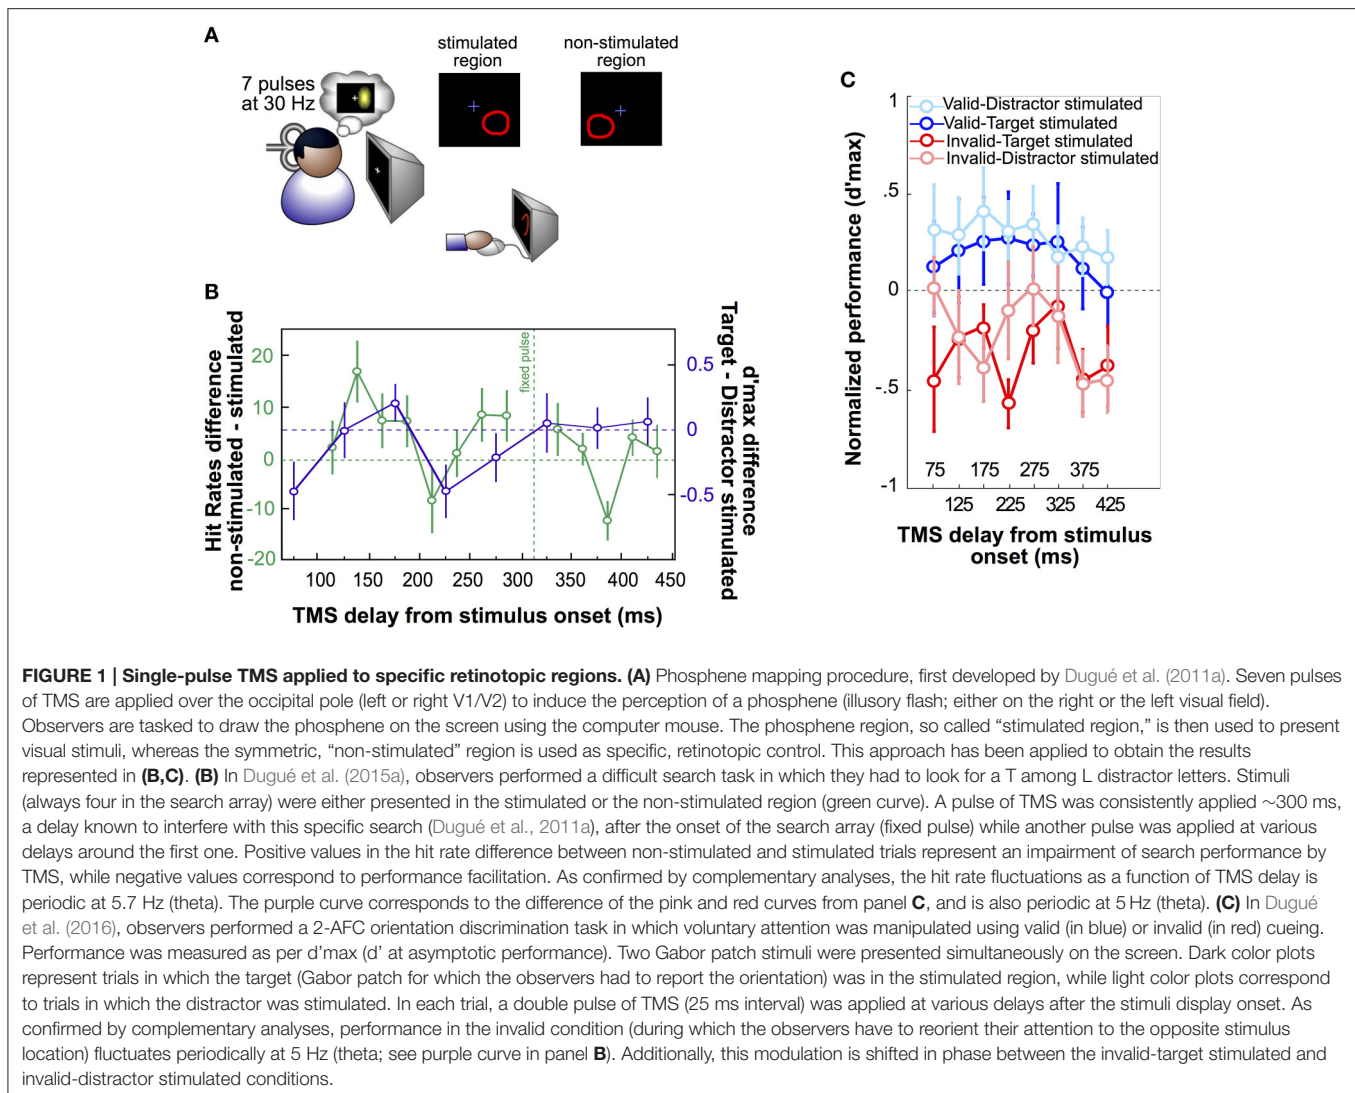 A
7 pulses
at 30 Hz
stimulated
region
non-stimulated
region
B
Hit Rates difference
non-stimulated - stimulated
20
10
0
-10
-20
fixed pulse
0.5
0
-0.5
d'max difference
Target - Distractor stimulated
100 150 200 250 300 350 400 450
TMS delay from stimulus onset (ms)
C
Normalized performance (d'max)
1
.5
0
-.5
-1
Valid-Distractor stimulated
Valid-Target stimulated
Invalid-Target stimulated
Invalid-Distractor stimulated
75 175 275 375
125 225 325 425
TMS delay from stimulus
onset (ms)
FIGURE 1 | Single-pulse TMS applied to specific retinotopic regions. (A) Phosphene mapping procedure, first developed by Dugué et al. (2011a). Seven pulses
of TMS are applied over the occipital pole (left or right V1/V2) to induce the perception of a phosphene (illusory flash; either on the right or the left visual field).
Observers are tasked to draw the phosphene on the screen using the computer mouse. The phosphene region, so called “stimulated region,” is then used to present
visual stimuli, whereas the symmetric, “non-stimulated” region is used as specific, retinotopic control. This approach has been applied to obtain the results
represented in (B,C). (B) In Dugué et al. (2015a), observers performed a difficult search task in which they had to look for a T among L distractor letters. Stimuli
(always four in the search array) were either presented in the stimulated or the non-stimulated region (green curve). A pulse of TMS was consistently applied ∼300 ms,
a delay known to interfere with this specific search (Dugué et al., 2011a), after the onset of the search array (fixed pulse) while another pulse was applied at various
delays around the first one. Positive values in the hit rate difference between non-stimulated and stimulated trials represent an impairment of search performance by
TMS, while negative values correspond to performance facilitation. As confirmed by complementary analyses, the hit rate fluctuations as a function of TMS delay is
periodic at 5.7 Hz (theta). The purple curve corresponds to the difference of the pink and red curves from panel C, and is also periodic at 5 Hz (theta). (C) In Dugué
et al. (2016), observers performed a 2-AFC orientation discrimination task in which voluntary attention was manipulated using valid (in blue) or invalid (in red) cueing.
Performance was measured as per d’max (d’ at asymptotic performance). Two Gabor patch stimuli were presented simultaneously on the screen. Dark color plots
represent trials in which the target (Gabor patch for which the observers had to report the orientation) was in the stimulated region, while light color plots correspond
to trials in which the distractor was stimulated. In each trial, a double pulse of TMS (25 ms interval) was applied at various delays after the stimuli display onset. As
confirmed by complementary analyses, performance in the invalid condition (during which the observers have to reorient their attention to the opposite stimulus
location) fluctuates periodically at 5 Hz (theta; see purple curve in panel B). Additionally, this modulation is shifted in phase between the invalid-target stimulated and
invalid-distractor stimulated conditions.